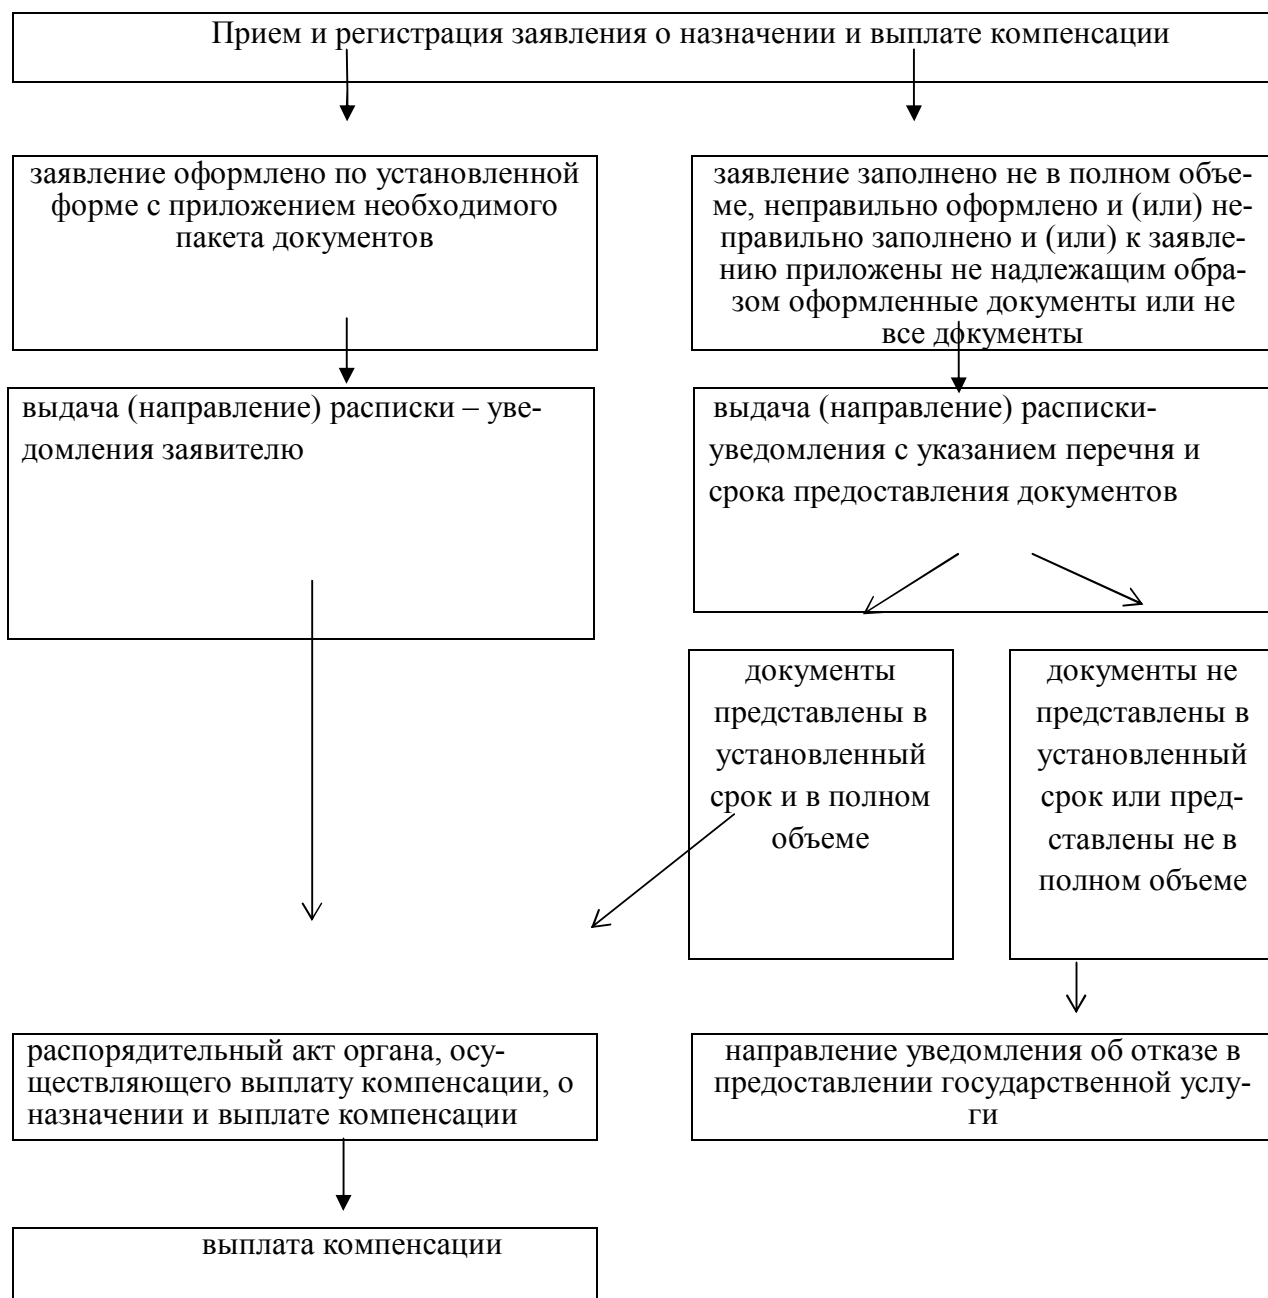 Прием и регистрация заявления о назначении и выплате компенсации
заявление оформлено по установленной
форме с приложением необходимого
пакета документов
заявление заполнено не в полном объе-
ме, неправильно оформлено и (или) не-
правильно заполнено и (или) к заявле-
нию приложены не надлежащим обра-
зом оформленные документы или не
все документы
выдача (направление) расписки – уве-
домления заявителю
выдача (направление) расписки-
уведомления с указанием перечня и
срока предоставления документов
документы
представлены в
установленный
срок и в полном
объеме
документы не
представлены в
установленный
срок или пред-
ставлены не в
полном объеме
распорядительный акт органа, осу-
ществляющего выплату компенсации, о
назначении и выплате компенсации
направление уведомления об отказе в
предоставлении государственной услу-
ги
выплата компенсации